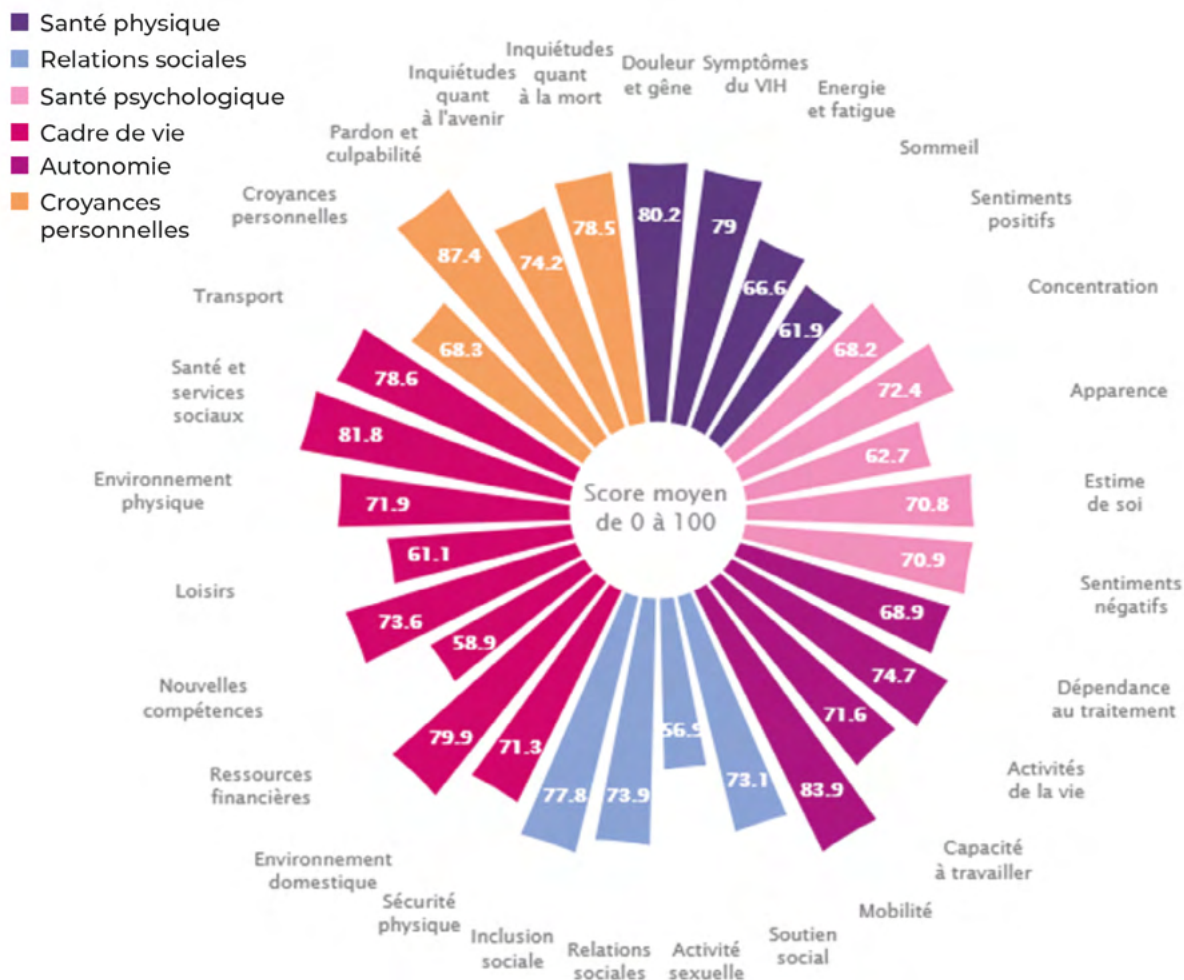 Santé physique
Relations sociales
Santé psychologique
Cadre de vie
Autonomie
Croyances
personnelles
Inquiétudes
quant
à la mort
Douleur
et gêne
Symptômes
du VIH
Energie
et fatigue
Sommeil
Sentiments
positifs
Concentration
Apparence
Estime
de soi
Sentiments
négatifs
Dépendance
au traitement
Activités
de la vie
Capacité
à travailler
Mobilité
Soutien
social
Activité
sexuelle
Relations
sociales
Inclusion
sociale
Sécurité
physique
Environnement
domestique
Ressources
financières
Nouvelles
compétences
Loisirs
Environnement
physique
Santé et
services
sociaux
Transport
Croyances
personnelles
Pardon et
culpabilité
Inquiétudes
quant
à l'avenir
80.2
79
66.6
61.9
68.2
72.4
62.7
70.8
70.9
68.9
74.7
71.6
83.9
73.1
56.9
73.9
77.8
71.3
79.9
58.9
73.6
61.1
71.9
81.8
78.6
68.3
87.4
74.2
78.5
Score moyen
de 0 à 100